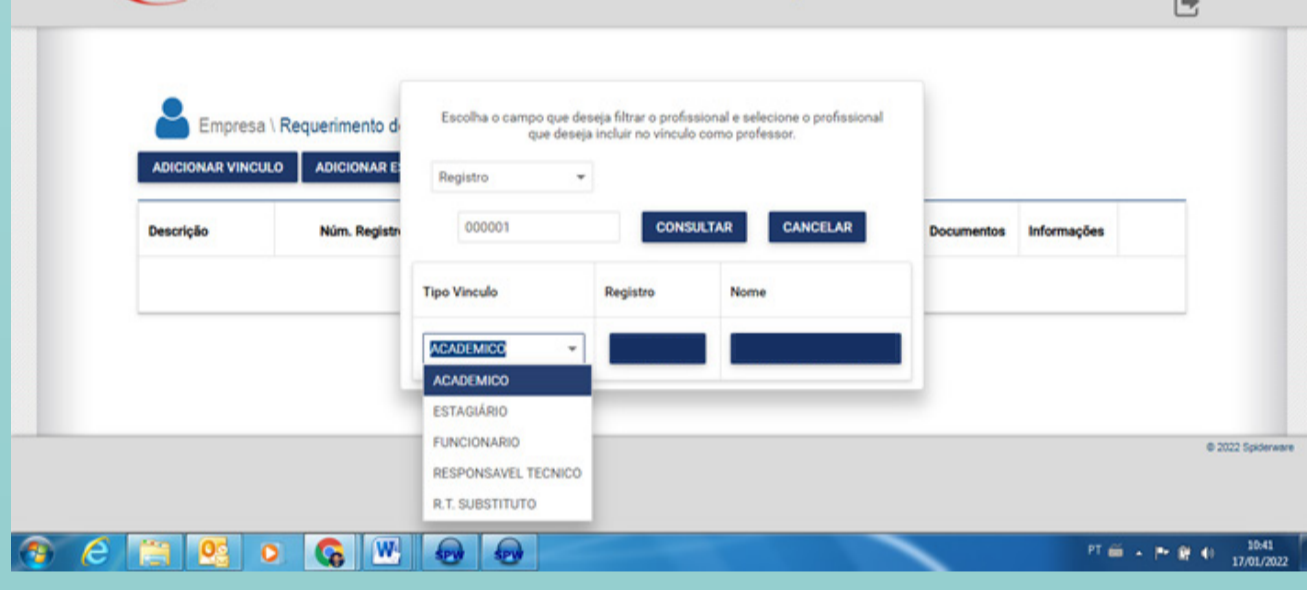 Empresa \ Requerimento d
ADICIONAR VINCULO
ADICIONAR E
Descrição
Núm. Registr
Documentos
Informações
Escolha o campo que deseja filtrar o profissional e selecione o profissional
que deseja incluir no vínculo como professor.
Registro
000001
CONSULTAR
CANCELAR
Tipo Vinculo
Registro
Nome
ACADEMICO
ACADEMICO
ESTAGIÁRIO
FUNCIONARIO
RESPONSAVEL TECNICO
R.T. SUBSTITUTO
© 2022 Spiderware
W
SPW
SPW
PT
10:41
17/01/2022